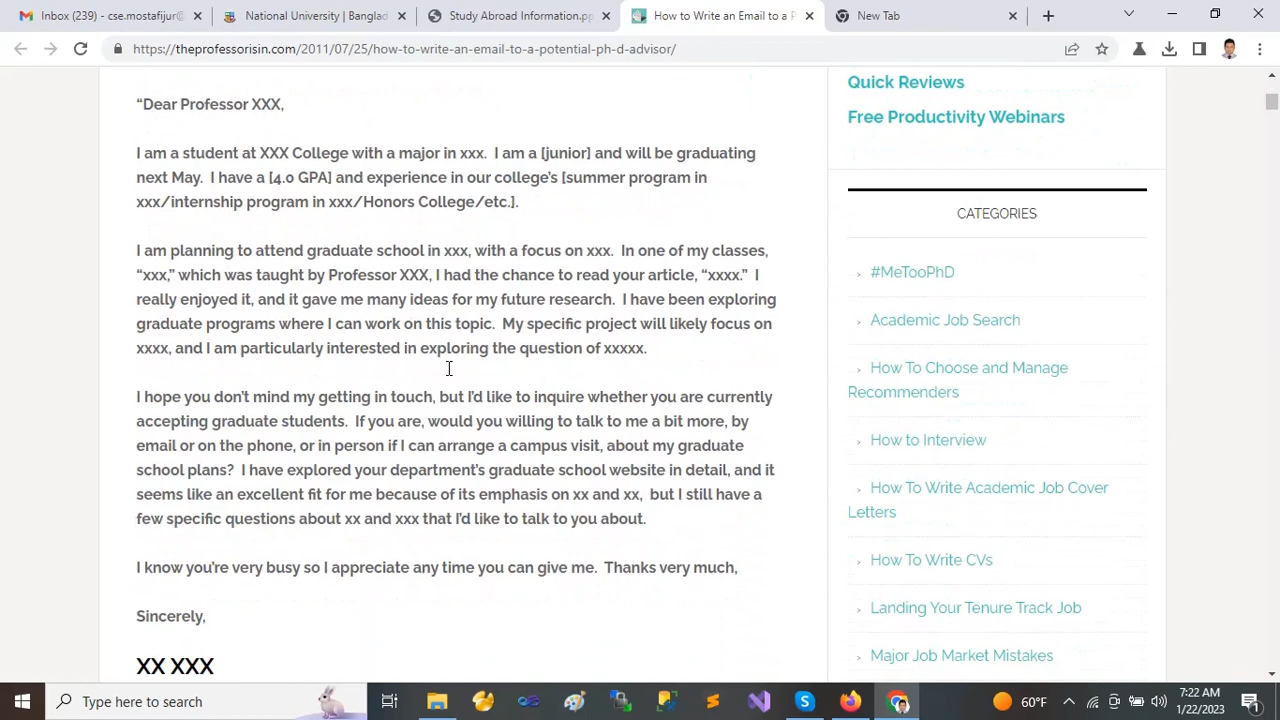 Inbox (239) - cse.mostafijur@
National University | Banglad
Study Abroad Information.pp
How to Write an Email to a P
New Tab
https://theprofessorisin.com/2011/07/25/how-to-write-an-email-to-a-potential-ph-d-advisor/
“Dear Professor XXX,
I am a student at XXX College with a major in xxx.  I am a [junior] and will be graduating
next May.  I have a [4.0 GPA] and experience in our college’s [summer program in
xxx/internship program in xxx/Honors College/etc.].
I am planning to attend graduate school in xxx, with a focus on xxx.  In one of my classes,
“xxx,” which was taught by Professor XXX, I had the chance to read your article, “xxxx.”  I
really enjoyed it, and it gave me many ideas for my future research.  I have been exploring
graduate programs where I can work on this topic.  My specific project will likely focus on
xxxx, and I am particularly interested in exploring the question of xxxxx.
I hope you don’t mind my getting in touch, but I’d like to inquire whether you are currently
accepting graduate students.  If you are, would you willing to talk to me a bit more, by
email or on the phone, or in person if I can arrange a campus visit, about my graduate
school plans?  I have explored your department’s graduate school website in detail, and it
seems like an excellent fit for me because of its emphasis on xx and xx,  but I still have a
few specific questions about xx and xxx that I’d like to talk to you about.
I know you’re very busy so I appreciate any time you can give me.  Thanks very much,
Sincerely,
XX XXX
Quick Reviews
Free Productivity Webinars
CATEGORIES
#MeTooPhD
Academic Job Search
How To Choose and Manage
Recommenders
How to Interview
How To Write Academic Job Cover
Letters
How To Write CVs
Landing Your Tenure Track Job
Major Job Market Mistakes
Type here to search
60°F
7:22 AM
1/22/2023
1